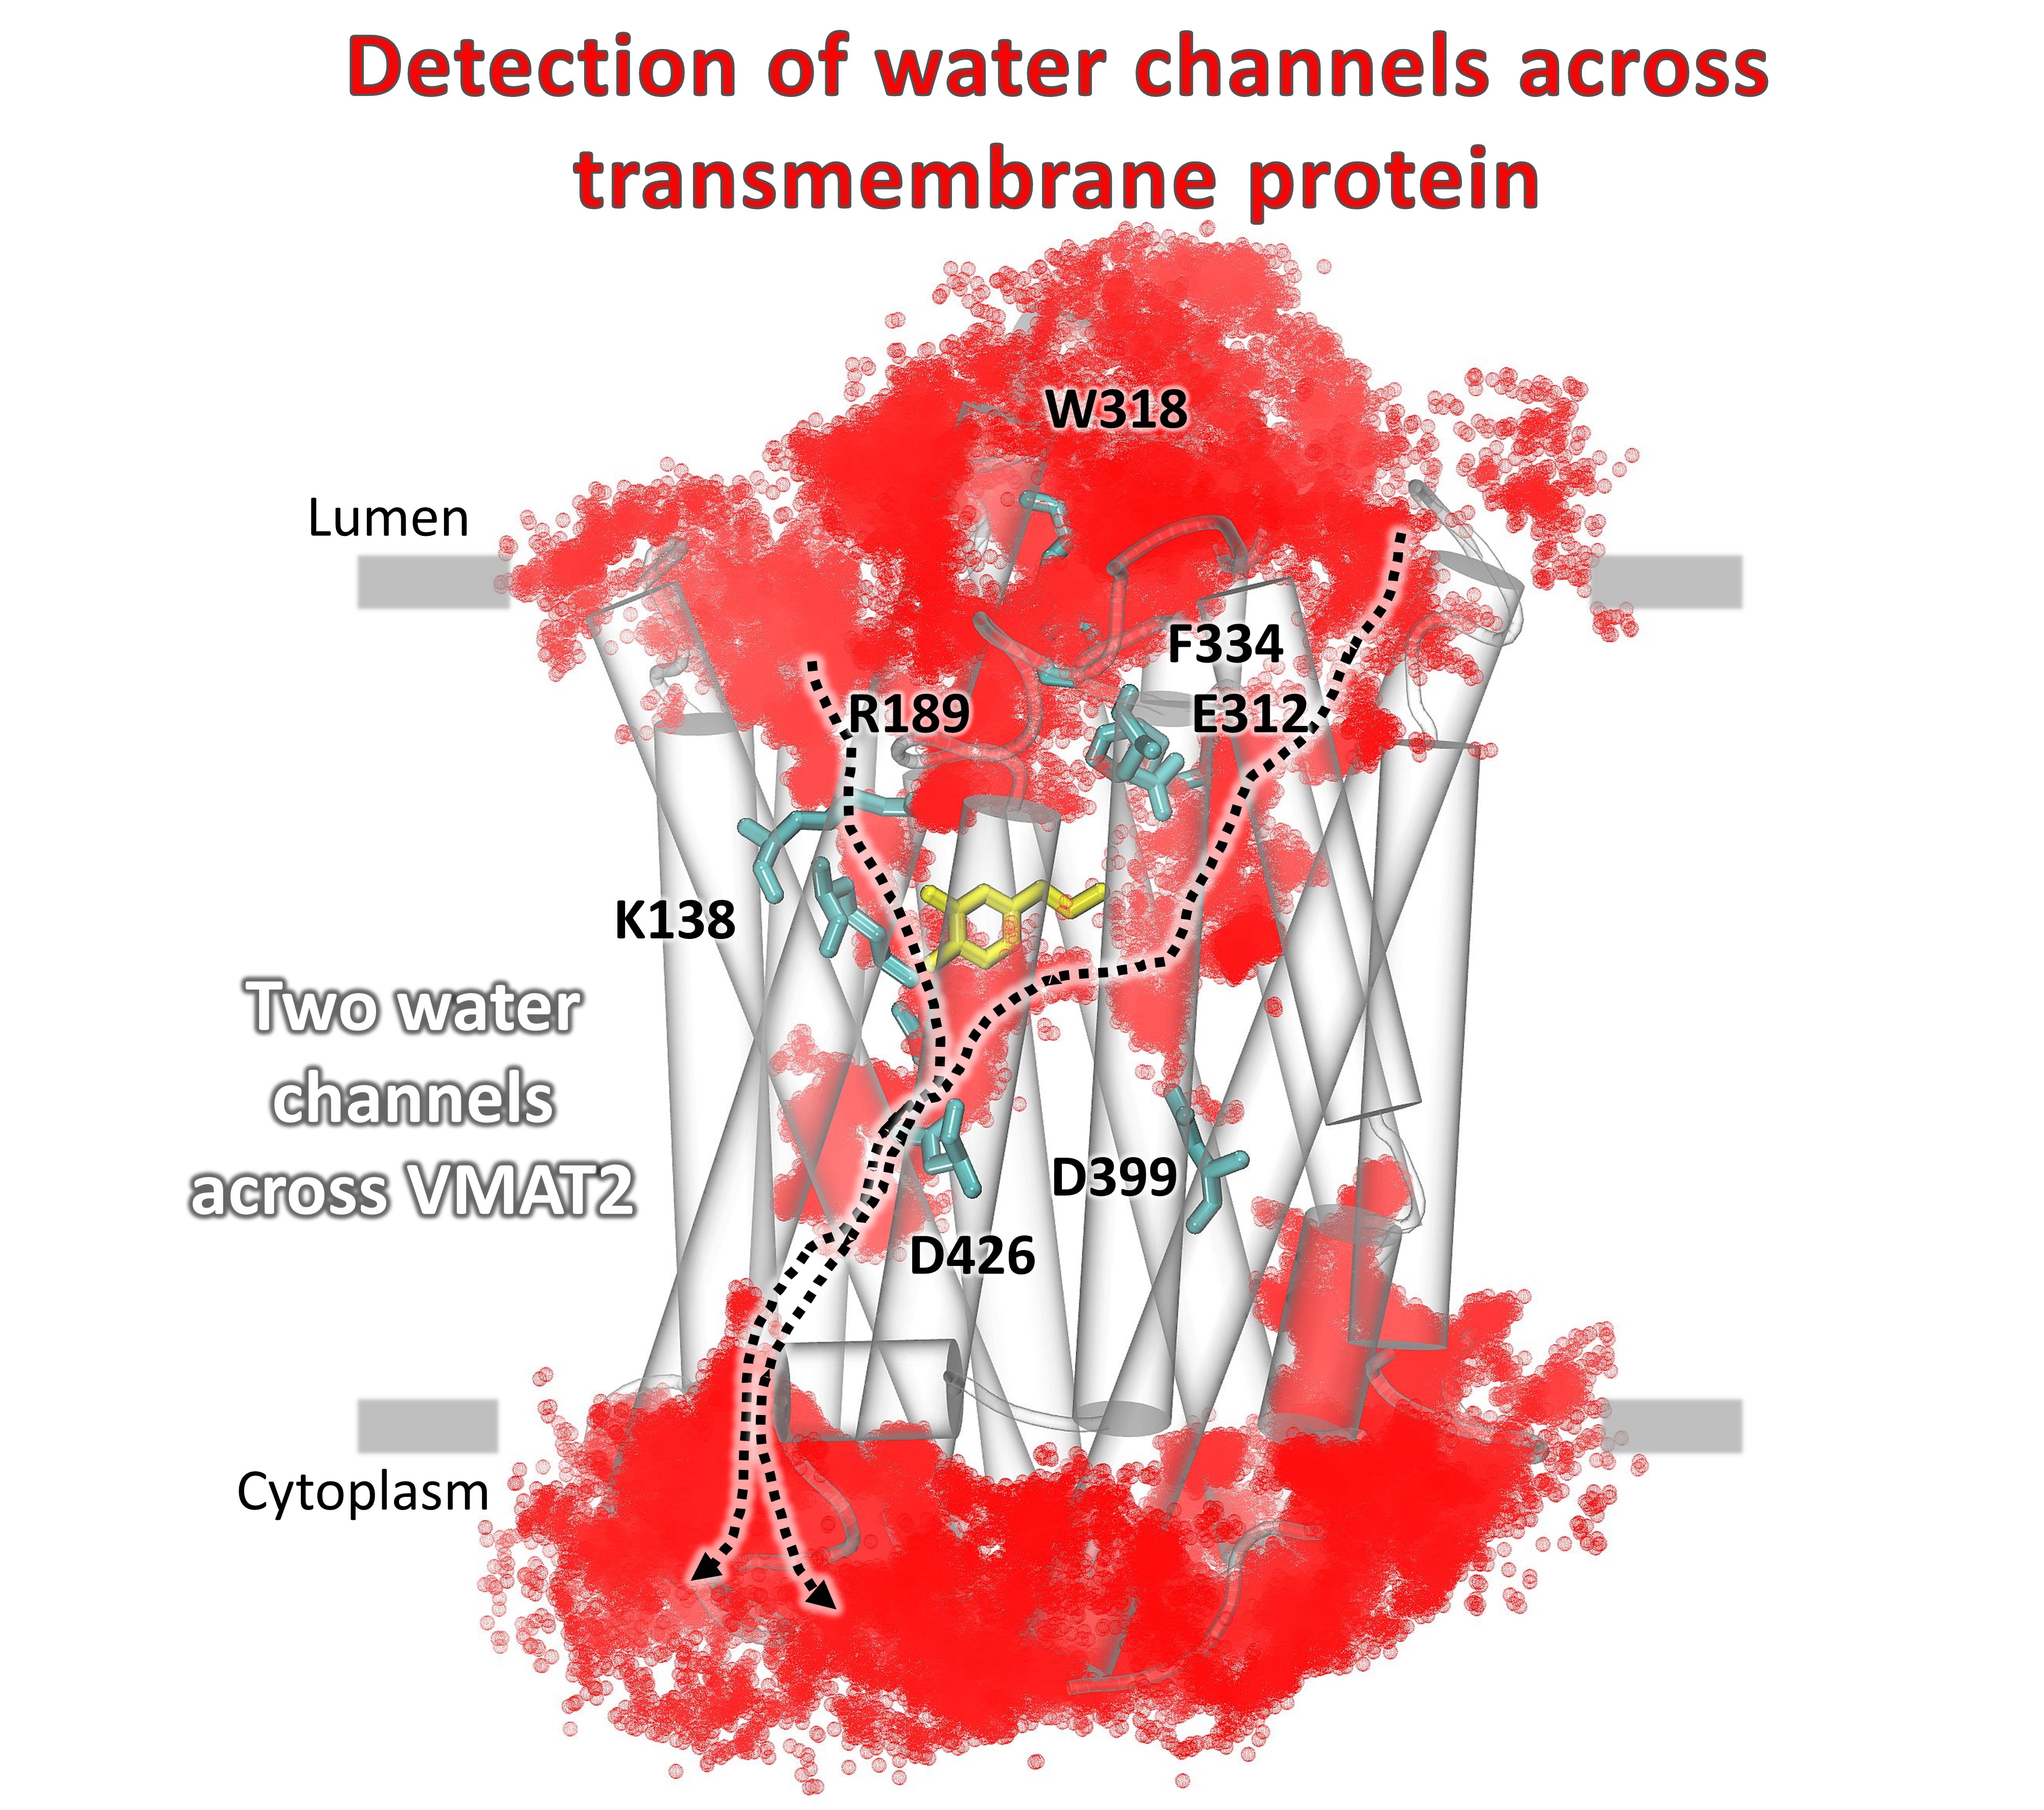 Detection of water channels across
transmembrane protein
W318
Lumen
F334
R189
E312
K138
Two water
channels
across VMAT2
D399
D426
Cytoplasm